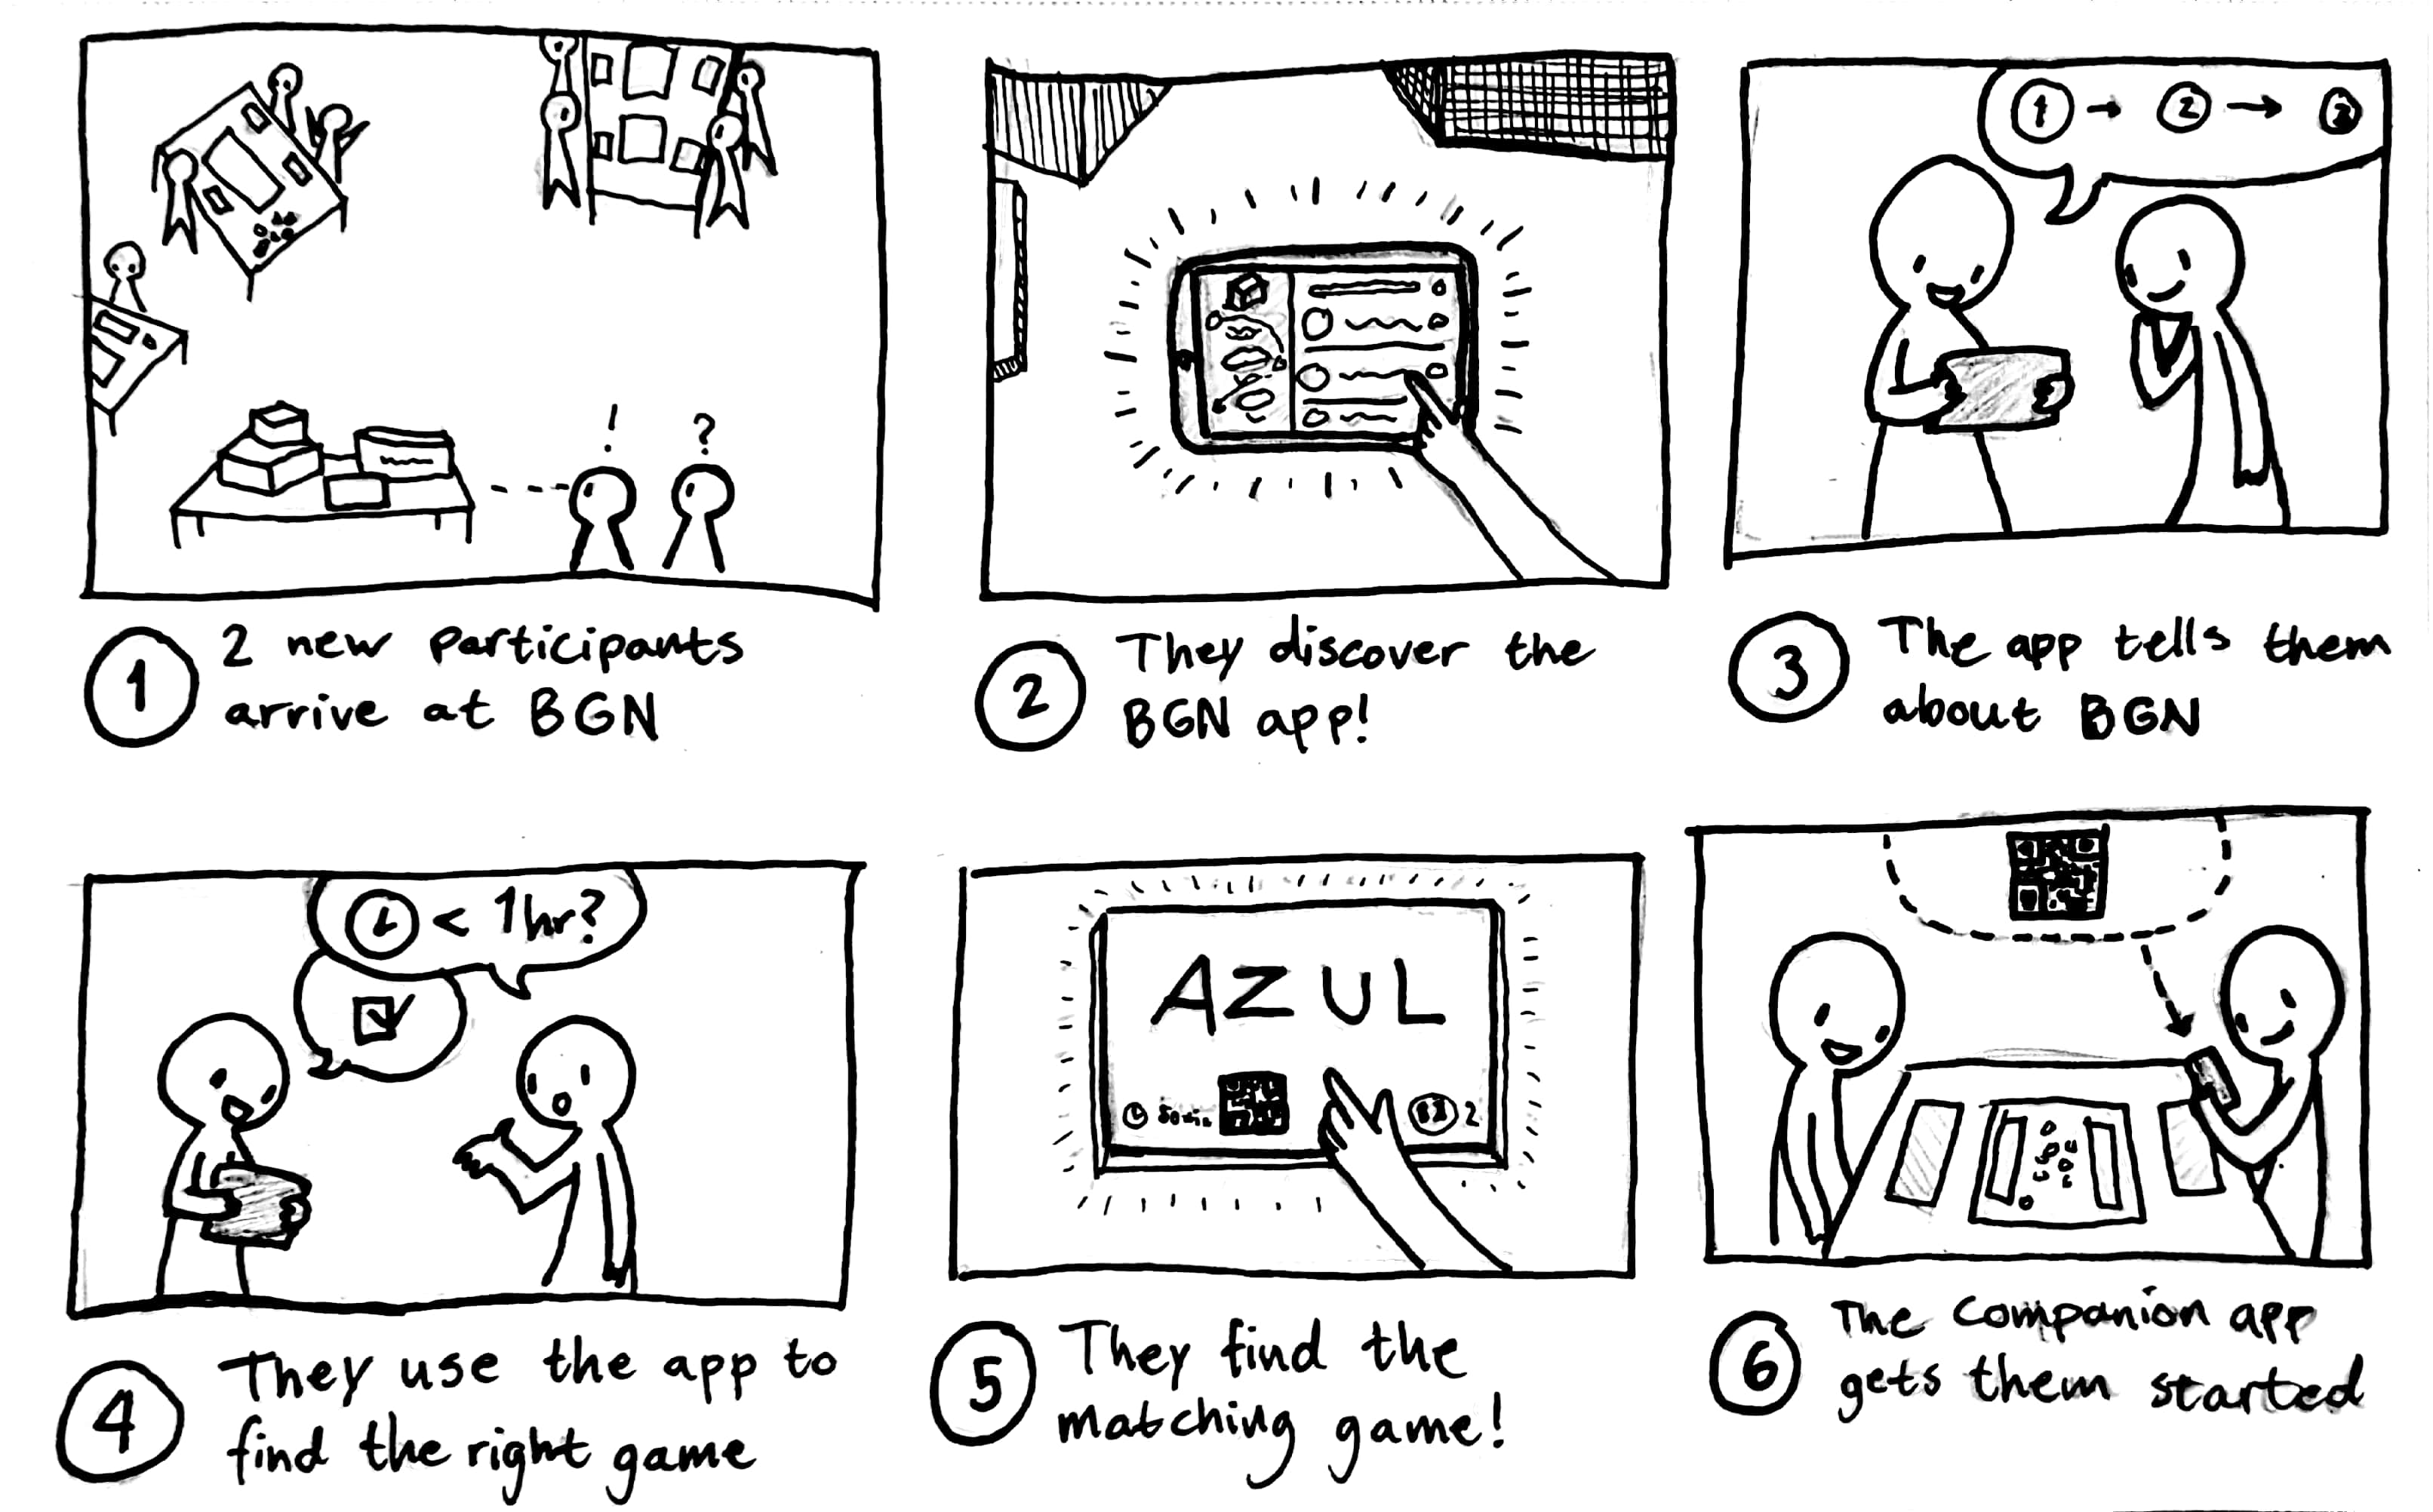 !
?
1
2 new participants
arrive at BGN
2
They discover the
BGN app!
1 → 2 →
3
The app tells them
about BGN
< 1hr?
4
They use the app to
find the right game
AZUL
2
5
They find the
matching game!
6
The companion app
gets them started